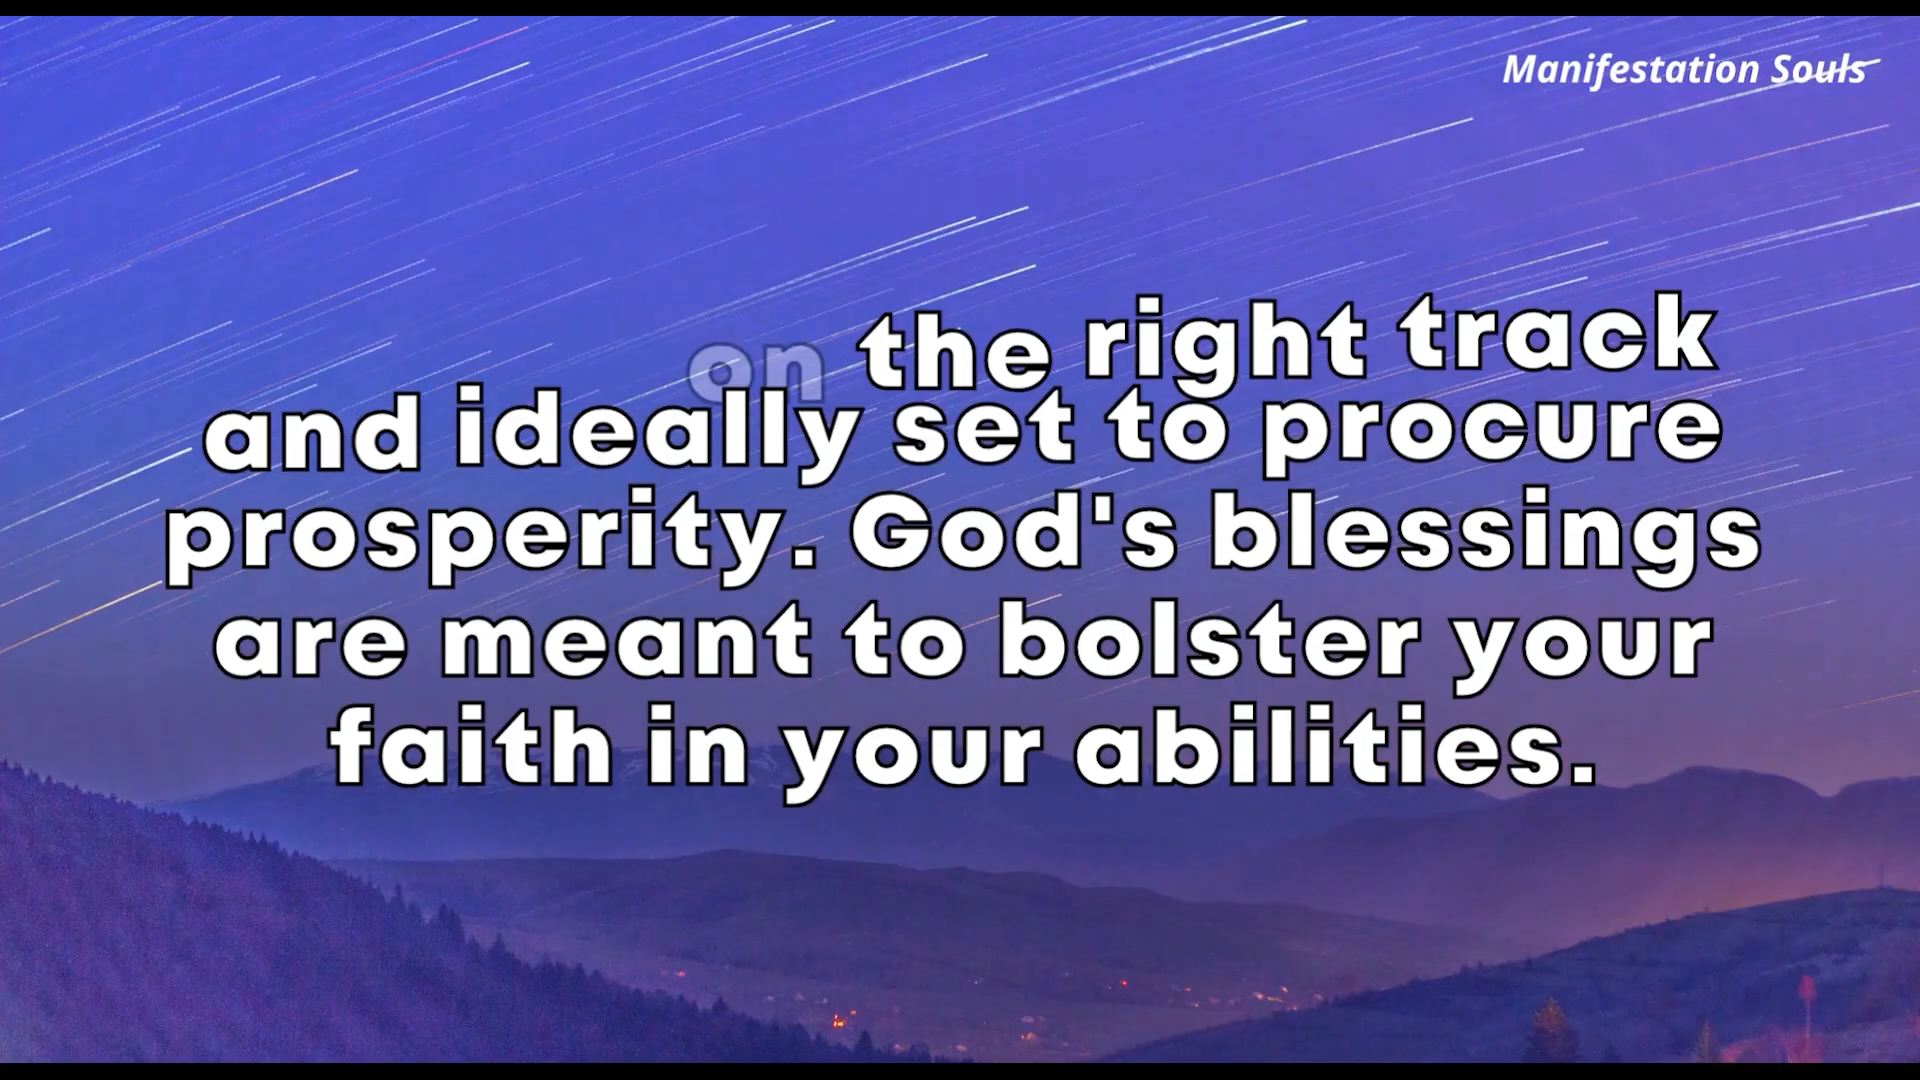 Manifestation Souls
on the right track
and ideally set to procure
prosperity. God's blessings
are meant to bolster your
faith in your abilities.